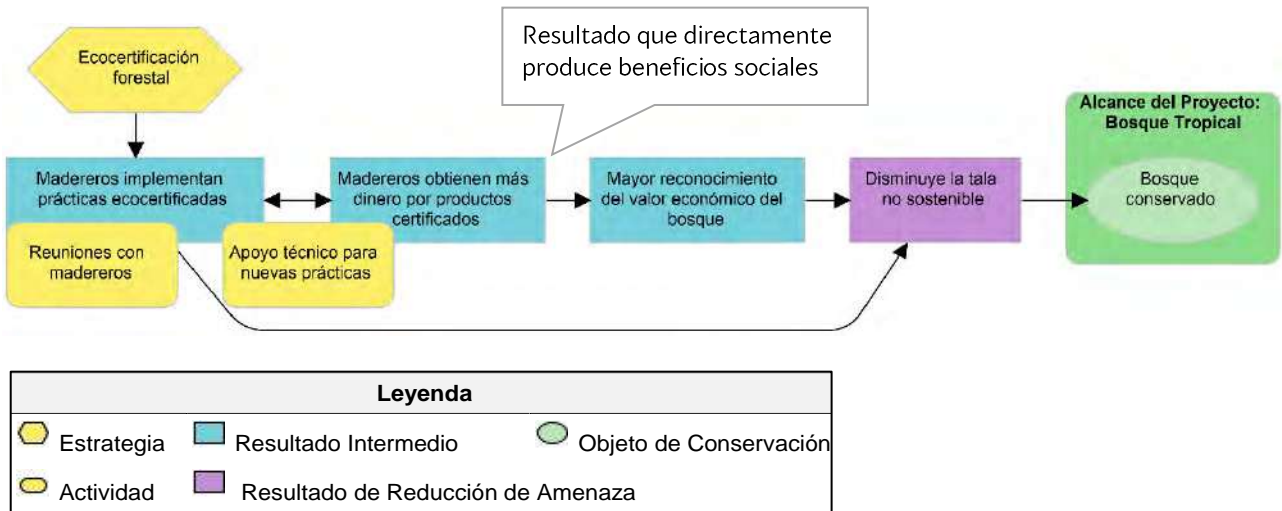 Resultado que directamente
produce beneficios sociales
Ecocertificación
forestal
Alcance del Proyecto:
Bosque Tropical
Madereros implementan
prácticas ecocertificadas
Madereros obtienen más
dinero por productos
certificados
Mayor reconocimiento
del valor económico del
bosque
Disminuye la tala
no sostenible
Bosque
conservado
Reuniones con
madereros
Apoyo técnico para
nuevas prácticas
Leyenda
Estrategia
Resultado Intermedio
Objeto de Conservación
Actividad
Resultado de Reducción de Amenaza